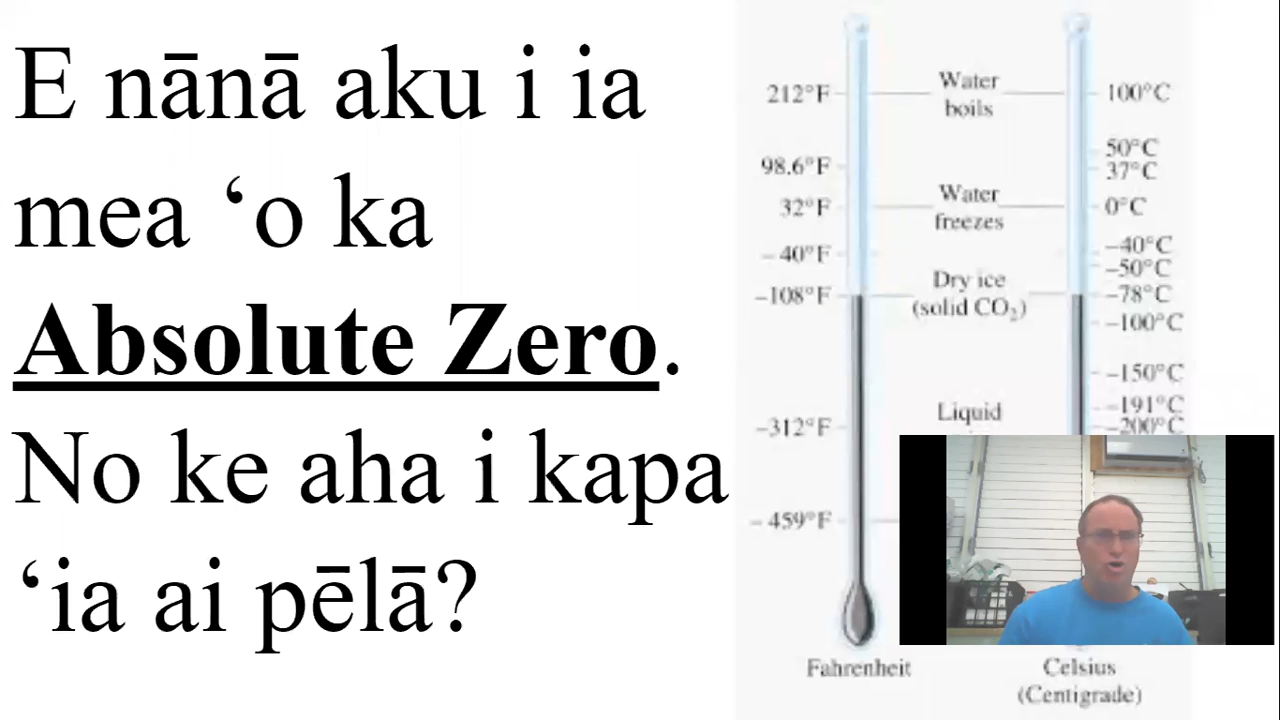 E nānā aku i ia
mea ʻo ka
Absolute Zero.
No ke aha i kapa
ʻia ai pēlā?
212°F
Water
boils
100°C
50°C
98.6°F
37°C
32°F
Water
freezes
0°C
– 40°F
–40°C
–50°C
–108°F
Dry ice
(solid CO₂)
–78°C
–100°C
–150°C
–191°C
–312°F
Liquid
–200°C
– 459°F
Fahrenheit
Celsius
(Centigrade)